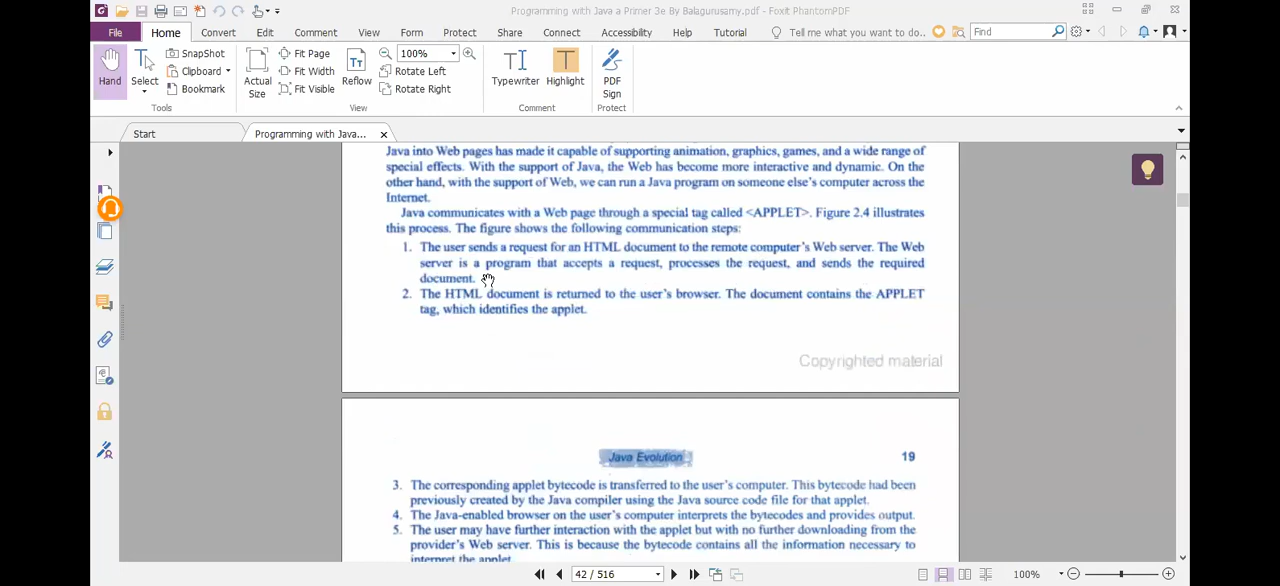 Programming with Java a Primer 3e By Balagurusamy.pdf - Foxit PhantomPDF
File Home Convert Edit Comment View Form Protect Share Connect Accessibility Help Tutorial Tell me what you want to do.. Find
Hand
Select
SnapShot
Clipboard
Bookmark
Tools
Actual
Size
Fit Page
Fit Width
Fit Visible
Reflow
100%
Rotate Left
Rotate Right
View
Typewriter
Highlight
Comment
PDF
Sign
Protect
Start
Programming with Java...
Java into Web pages has made it capable of supporting animation, graphics, games, and a wide range of
special effects. With the support of Java, the Web has become more interactive and dynamic. On the
other hand, with the support of Web, we can run a Java program on someone else's computer across the
Internet.
Java communicates with a Web page through a special tag called <APPLET>. Figure 2.4 illustrates
this process. The figure shows the following communication steps:
1. The user sends a request for an HTML document to the remote computer's Web server. The Web
server is a program that accepts a request, processes the request, and sends the required
document.
2. The HTML document is returned to the user's browser. The document contains the APPLET
tag, which identifies the applet.
Copyrighted material
Java Evolution 19
3. The corresponding applet bytecode is transferred to the user's computer. This bytecode had been
previously created by the Java compiler using the Java source code file for that applet.
4. The Java-enabled browser on the user's computer interprets the bytecodes and provides output.
5. The user may have further interaction with the applet but with no further downloading from the
provider's Web server. This is because the bytecode contains all the information necessary to
interpret the applet
42 / 516
100%